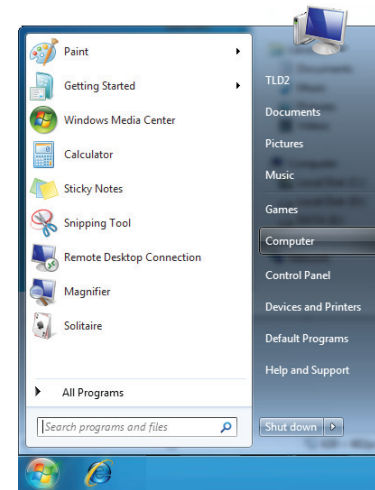 Paint
Getting Started
Windows Media Center
Calculator
Sticky Notes
Snipping Tool
Remote Desktop Connection
Magnifier
Solitaire
All Programs
Search programs and files
TLD2
Documents
Pictures
Music
Games
Computer
Control Panel
Devices and Printers
Default Programs
Help and Support
Shut down